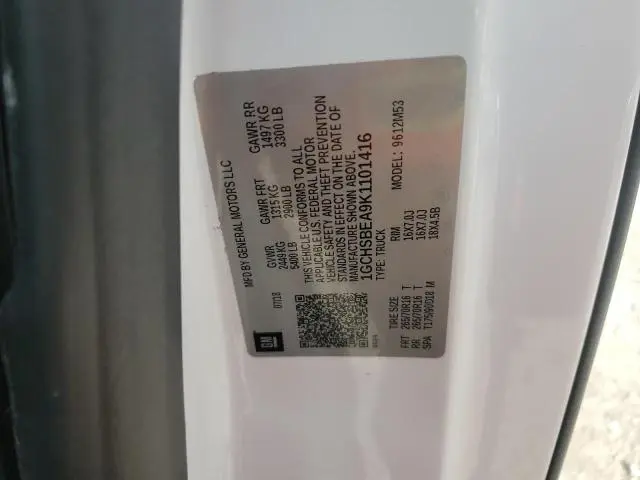 GM
MFD BY GENERAL MOTORS LLC
07/18
GVWR
2449 KG
5400 LB
GAWR FRT
1315 KG
2900 LB
GAWR RR
1497 KG
3300 LB
THIS VEHICLE CONFORMS TO ALL
APPLICABLE U.S. FEDERAL MOTOR
VEHICLE SAFETY AND THEFT PREVENTION
STANDARDS IN EFFECT ON THE DATE OF
MANUFACTURE SHOWN ABOVE.
1GCHSBEA9K1101416
TYPE: TRUCK MODEL: 9612M53
TIRE SIZE RIM
FRT 265/70R16 T 16X7.0J
RR 265/70R16 T 16X7.0J
SPA T175/90D18 M 18X4.5B